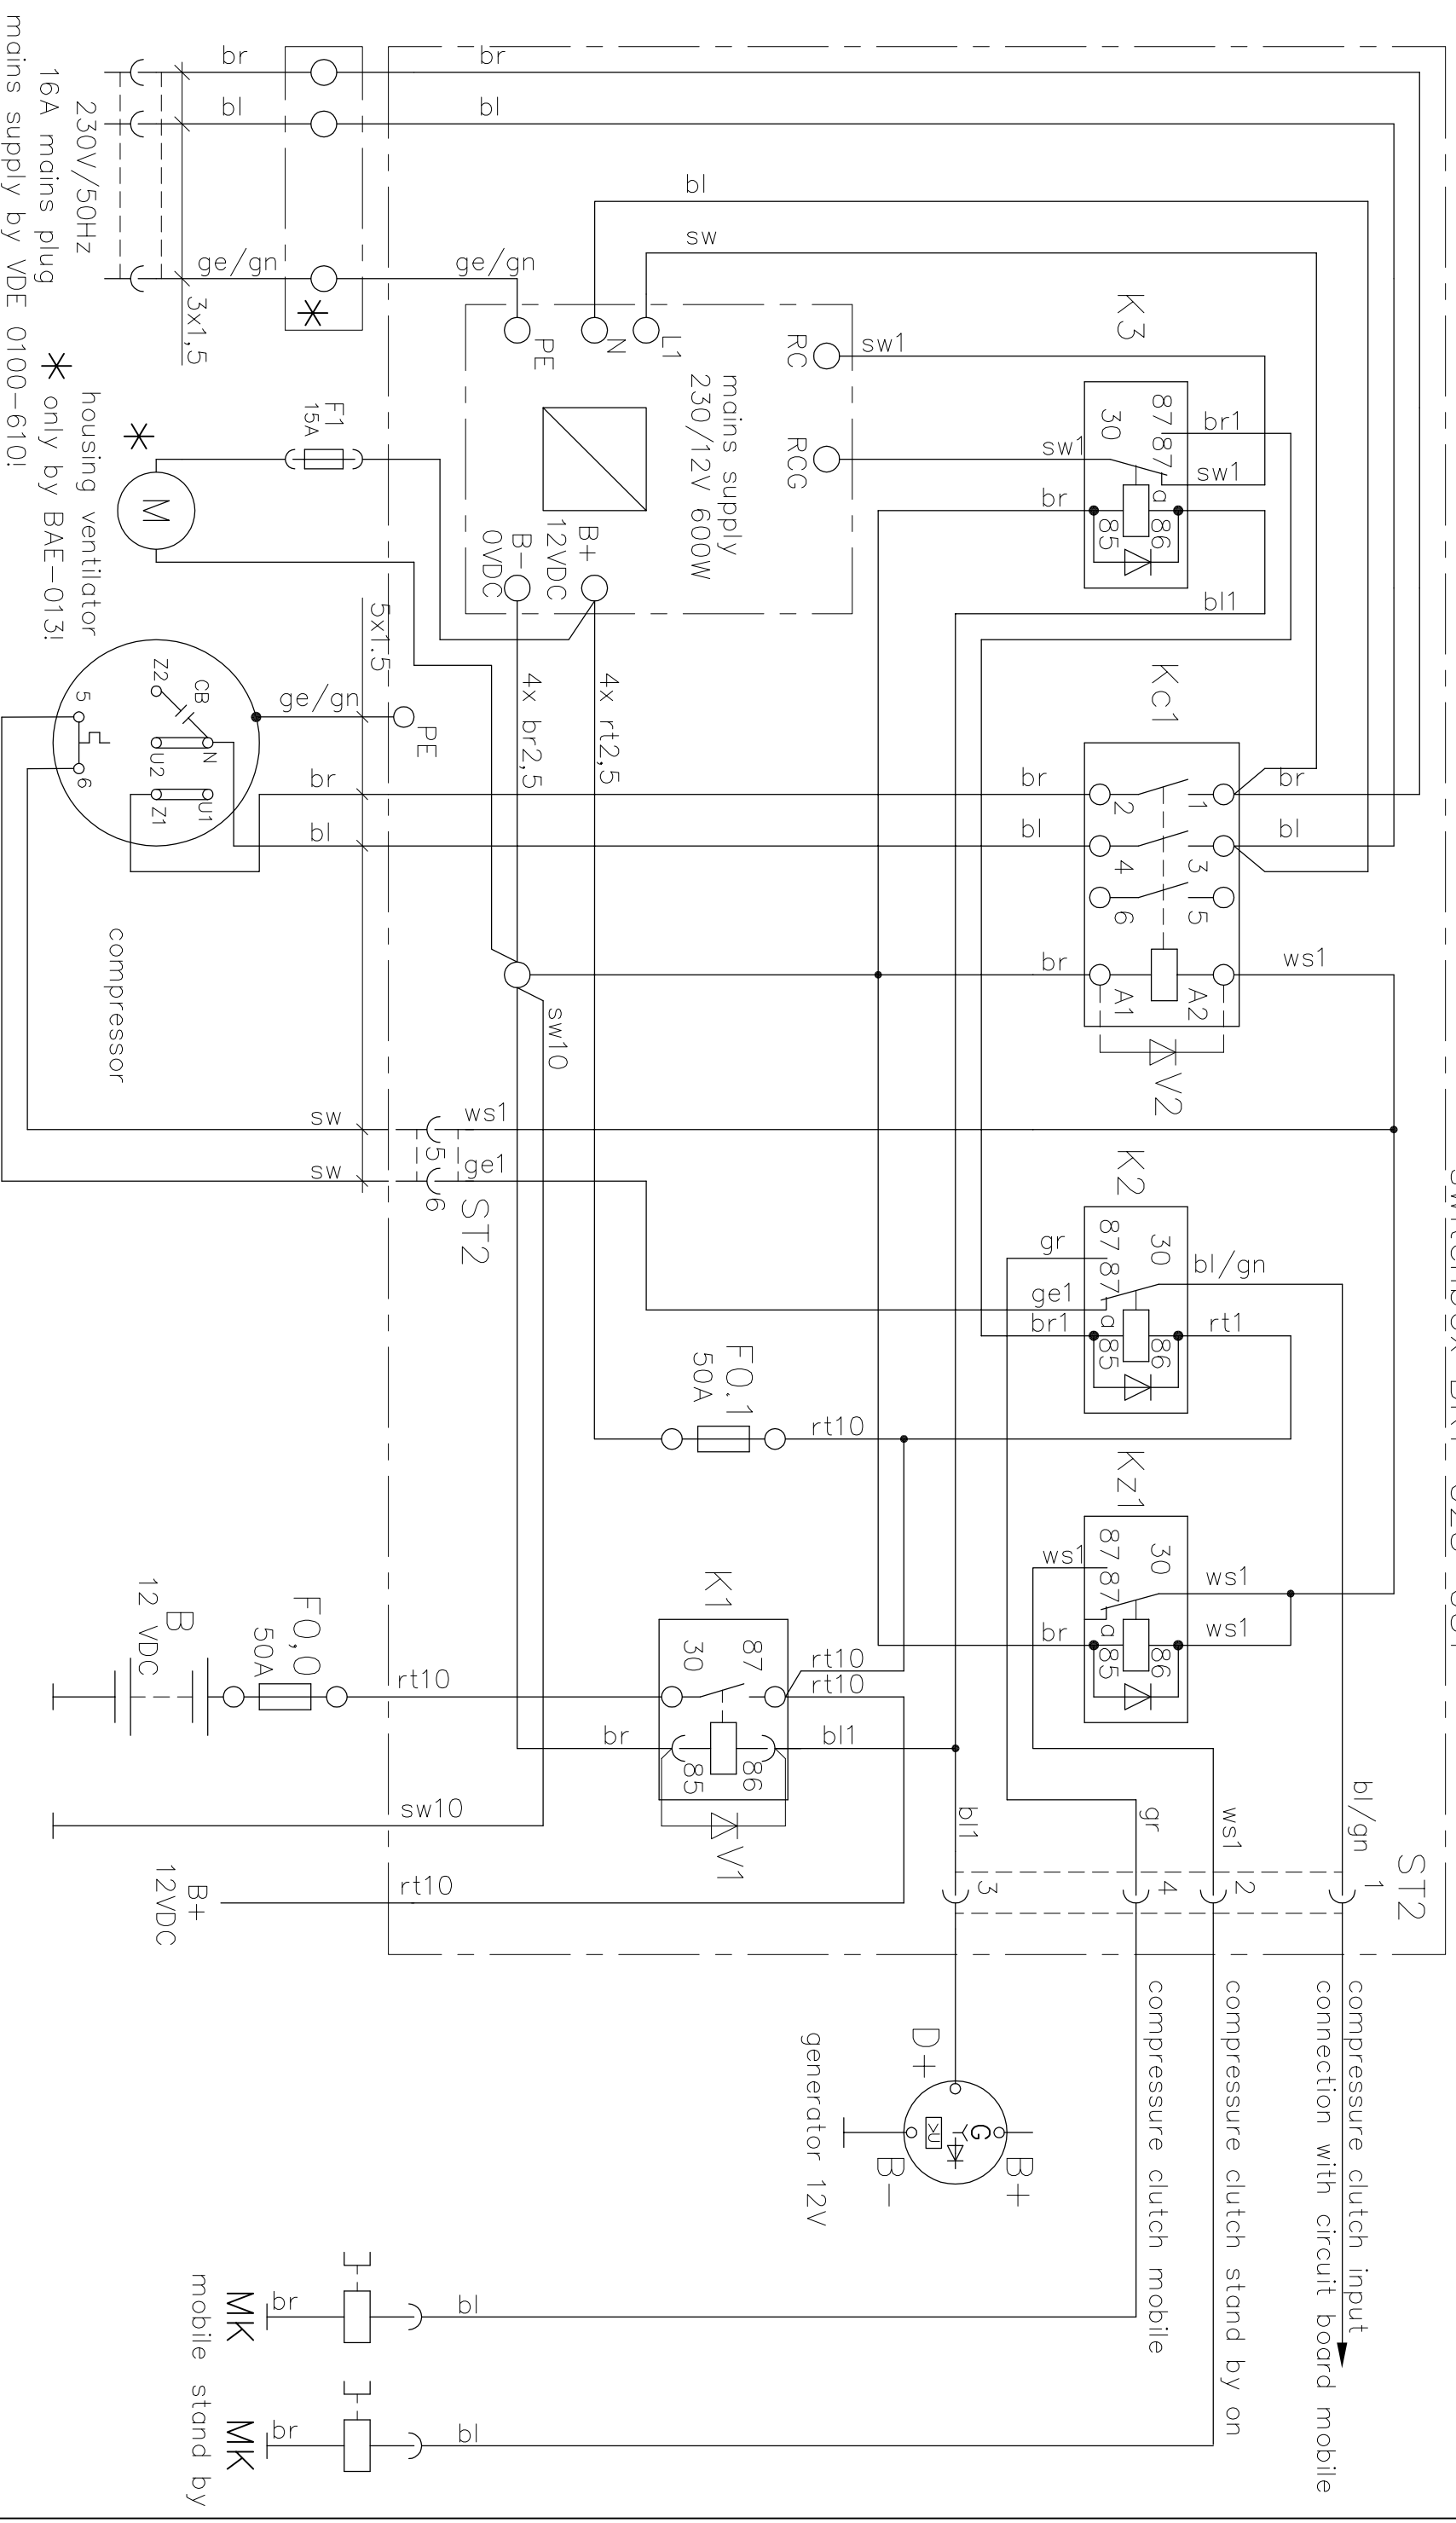 br
br
bl
bl
230V/50Hz
16A mains plug
mains supply by VDE 0100-610!
ge/gn
ge/gn
3x1,5
*
bl
sw
PE
N
L1
RC
RCG
sw1
mains supply
230/12V 600W
B+
12VDC
B-
0VDC
K3
87
87
a
30
86
85
br1
sw1
sw1
br
bl1
* only by BAE-013!
housing ventilator
*
M
F1
15A
5x1.5
PE
ge/gn
4x br2,5
4x rt2,5
Kc1
br
bl
br
bl
1
2
3
4
5
6
A1
A2
br
ws1
V2
CB
Z2
N
U2
U1
Z1
5
6
br
bl
compressor
sw10
sw
sw
ws1
ge1
5
6
ST2
K2
87
87
a
30
86
85
gr
ge1
br1
bl/gn
rt1
F0.1
50A
rt10
Kz1
87
87
a
30
86
85
ws1
br
ws1
ws1
K1
87
30
86
85
rt10
rt10
bl1
br
V1
B
12 VDC
F0,0
50A
rt10
sw10
rt10
B+
12VDC
bl1
gr
ws1
bl/gn
3
4
2
1
ST2
compressure clutch input
connection with circuit board mobile
compressure clutch stand by on
compressure clutch mobile
D+
G
>U
B+
B-
generator 12V
br
bl
MK
mobile
br
bl
MK
stand by